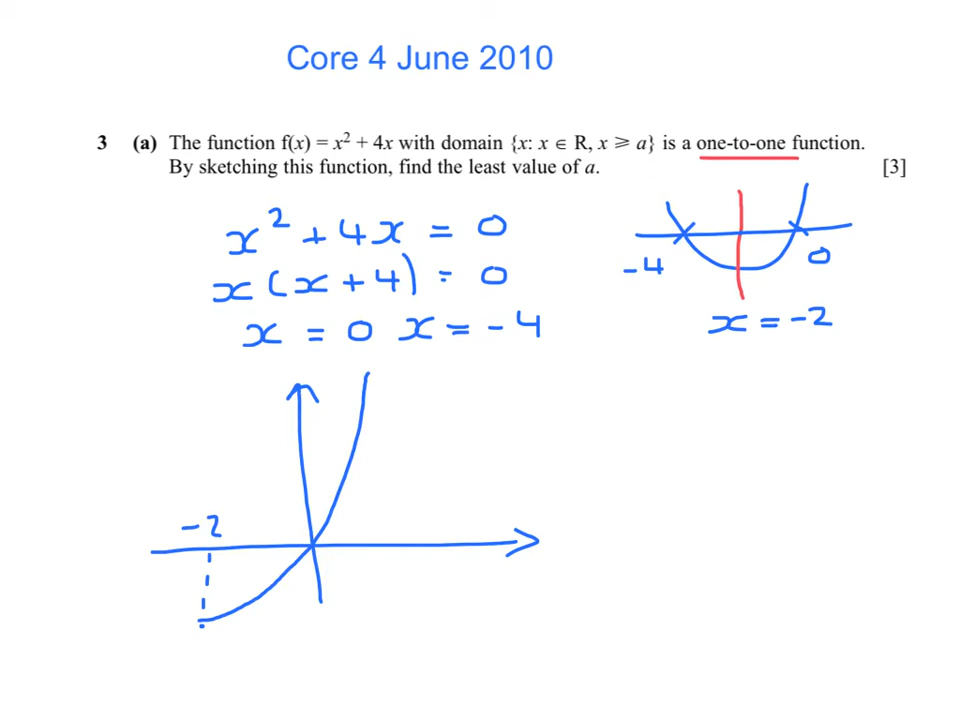 Core 4 June 2010
3 (a) The function f(x) = x² + 4x with domain {x: x ∈ R, x ⩾ a} is a one-to-one function.
By sketching this function, find the least value of a. [3]
x² + 4x = 0
x(x + 4) = 0
x = 0 x = -4
-4 0
x = -2
-2